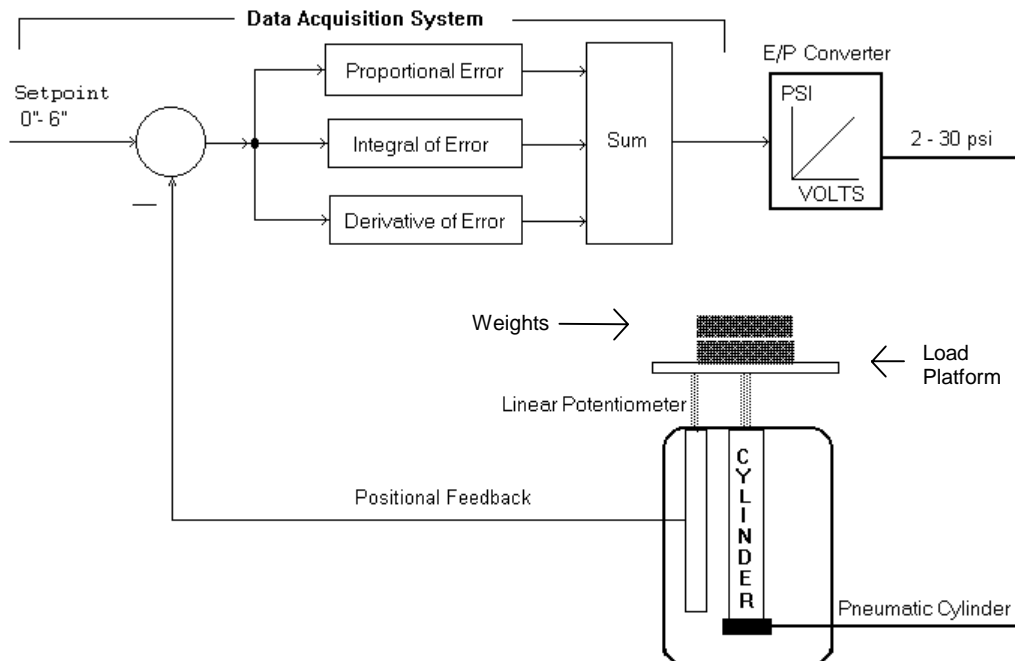 Data Acquisition System
E/P Converter
Setpoint
0"- 6"
Proportional Error
Integral of Error
Derivative of Error
Sum
PSI
VOLTS
2 - 30 psi
Weights
Load
Platform
Linear Potentiometer
CYLINDER
Positional Feedback
Pneumatic Cylinder